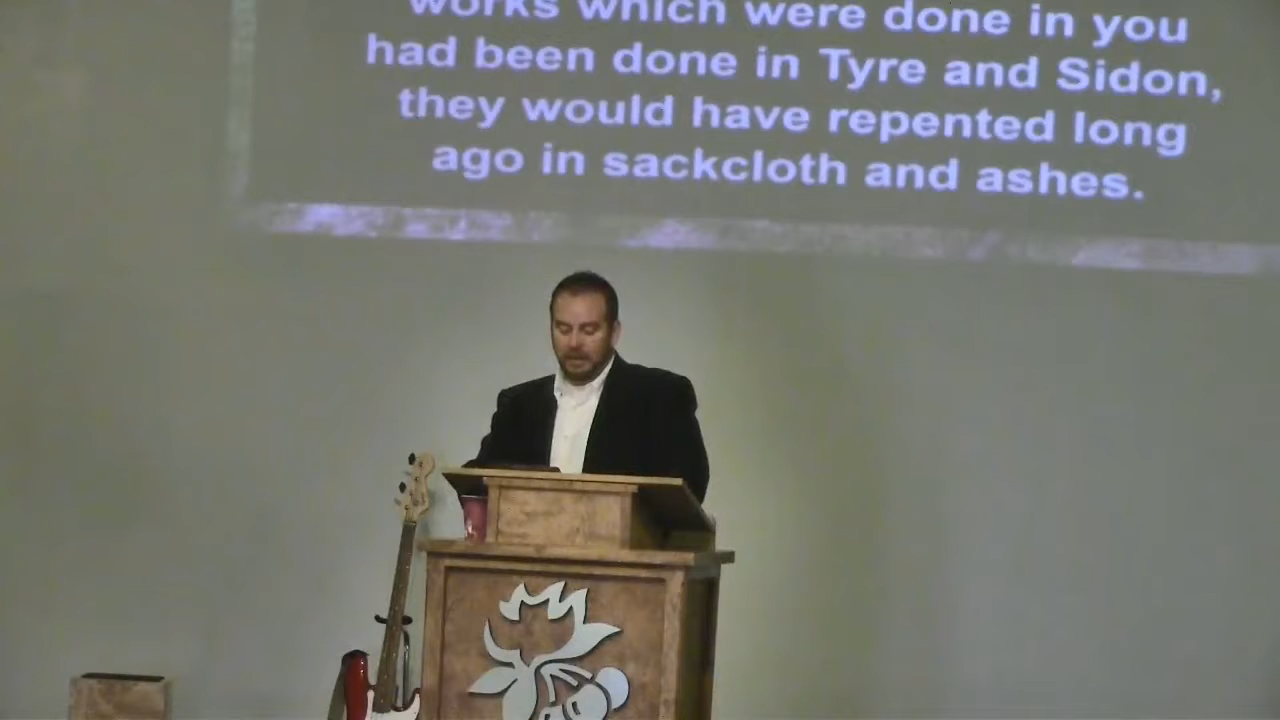 works which were done in you
had been done in Tyre and Sidon,
they would have repented long
ago in sackcloth and ashes.